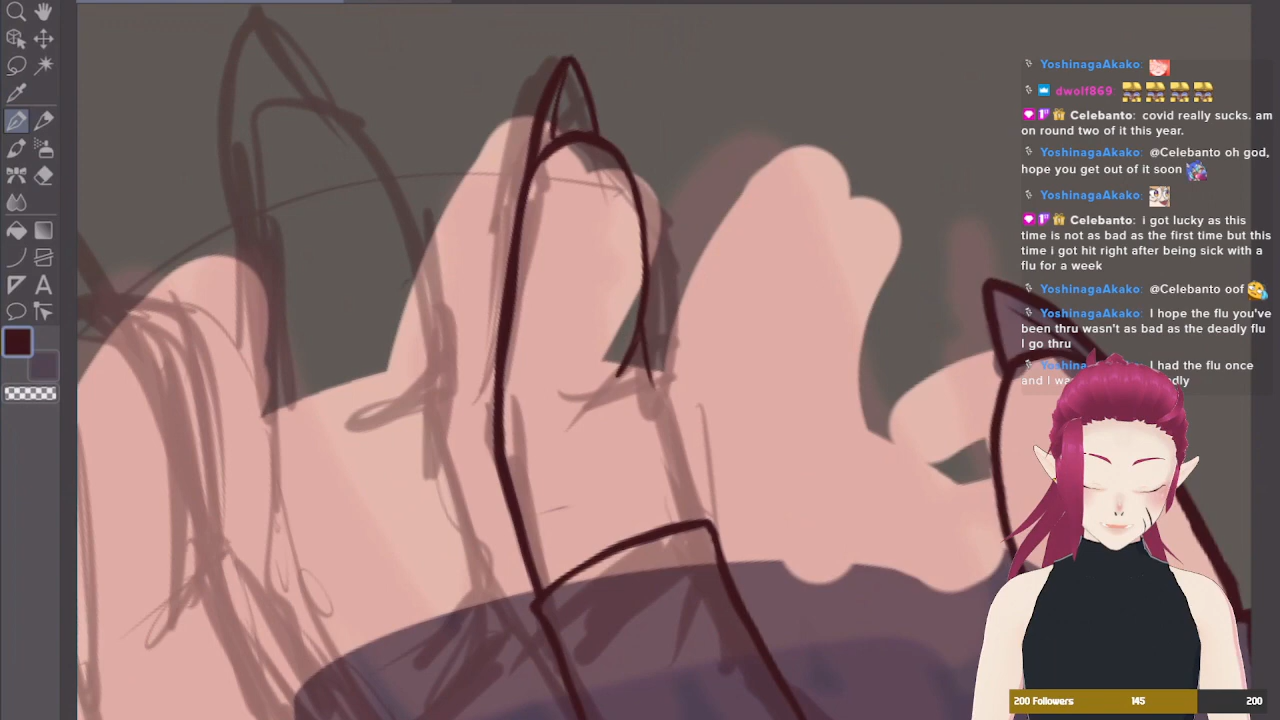 YoshinagaAkako:
dwolf869:
Celebanto: covid really sucks. am
on round two of it this year.
YoshinagaAkako: @Celebanto oh god,
hope you get out of it soon
YoshinagaAkako:
Celebanto: i got lucky as this
time is not as bad as the first time but this
time i got hit right after being sick with a
flu for a week
YoshinagaAkako: @Celebanto oof
YoshinagaAkako: I hope the flu you've
been thru wasn't as bad as the deadly flu
I go thru
I had the flu once
and I
200 Followers 145 200